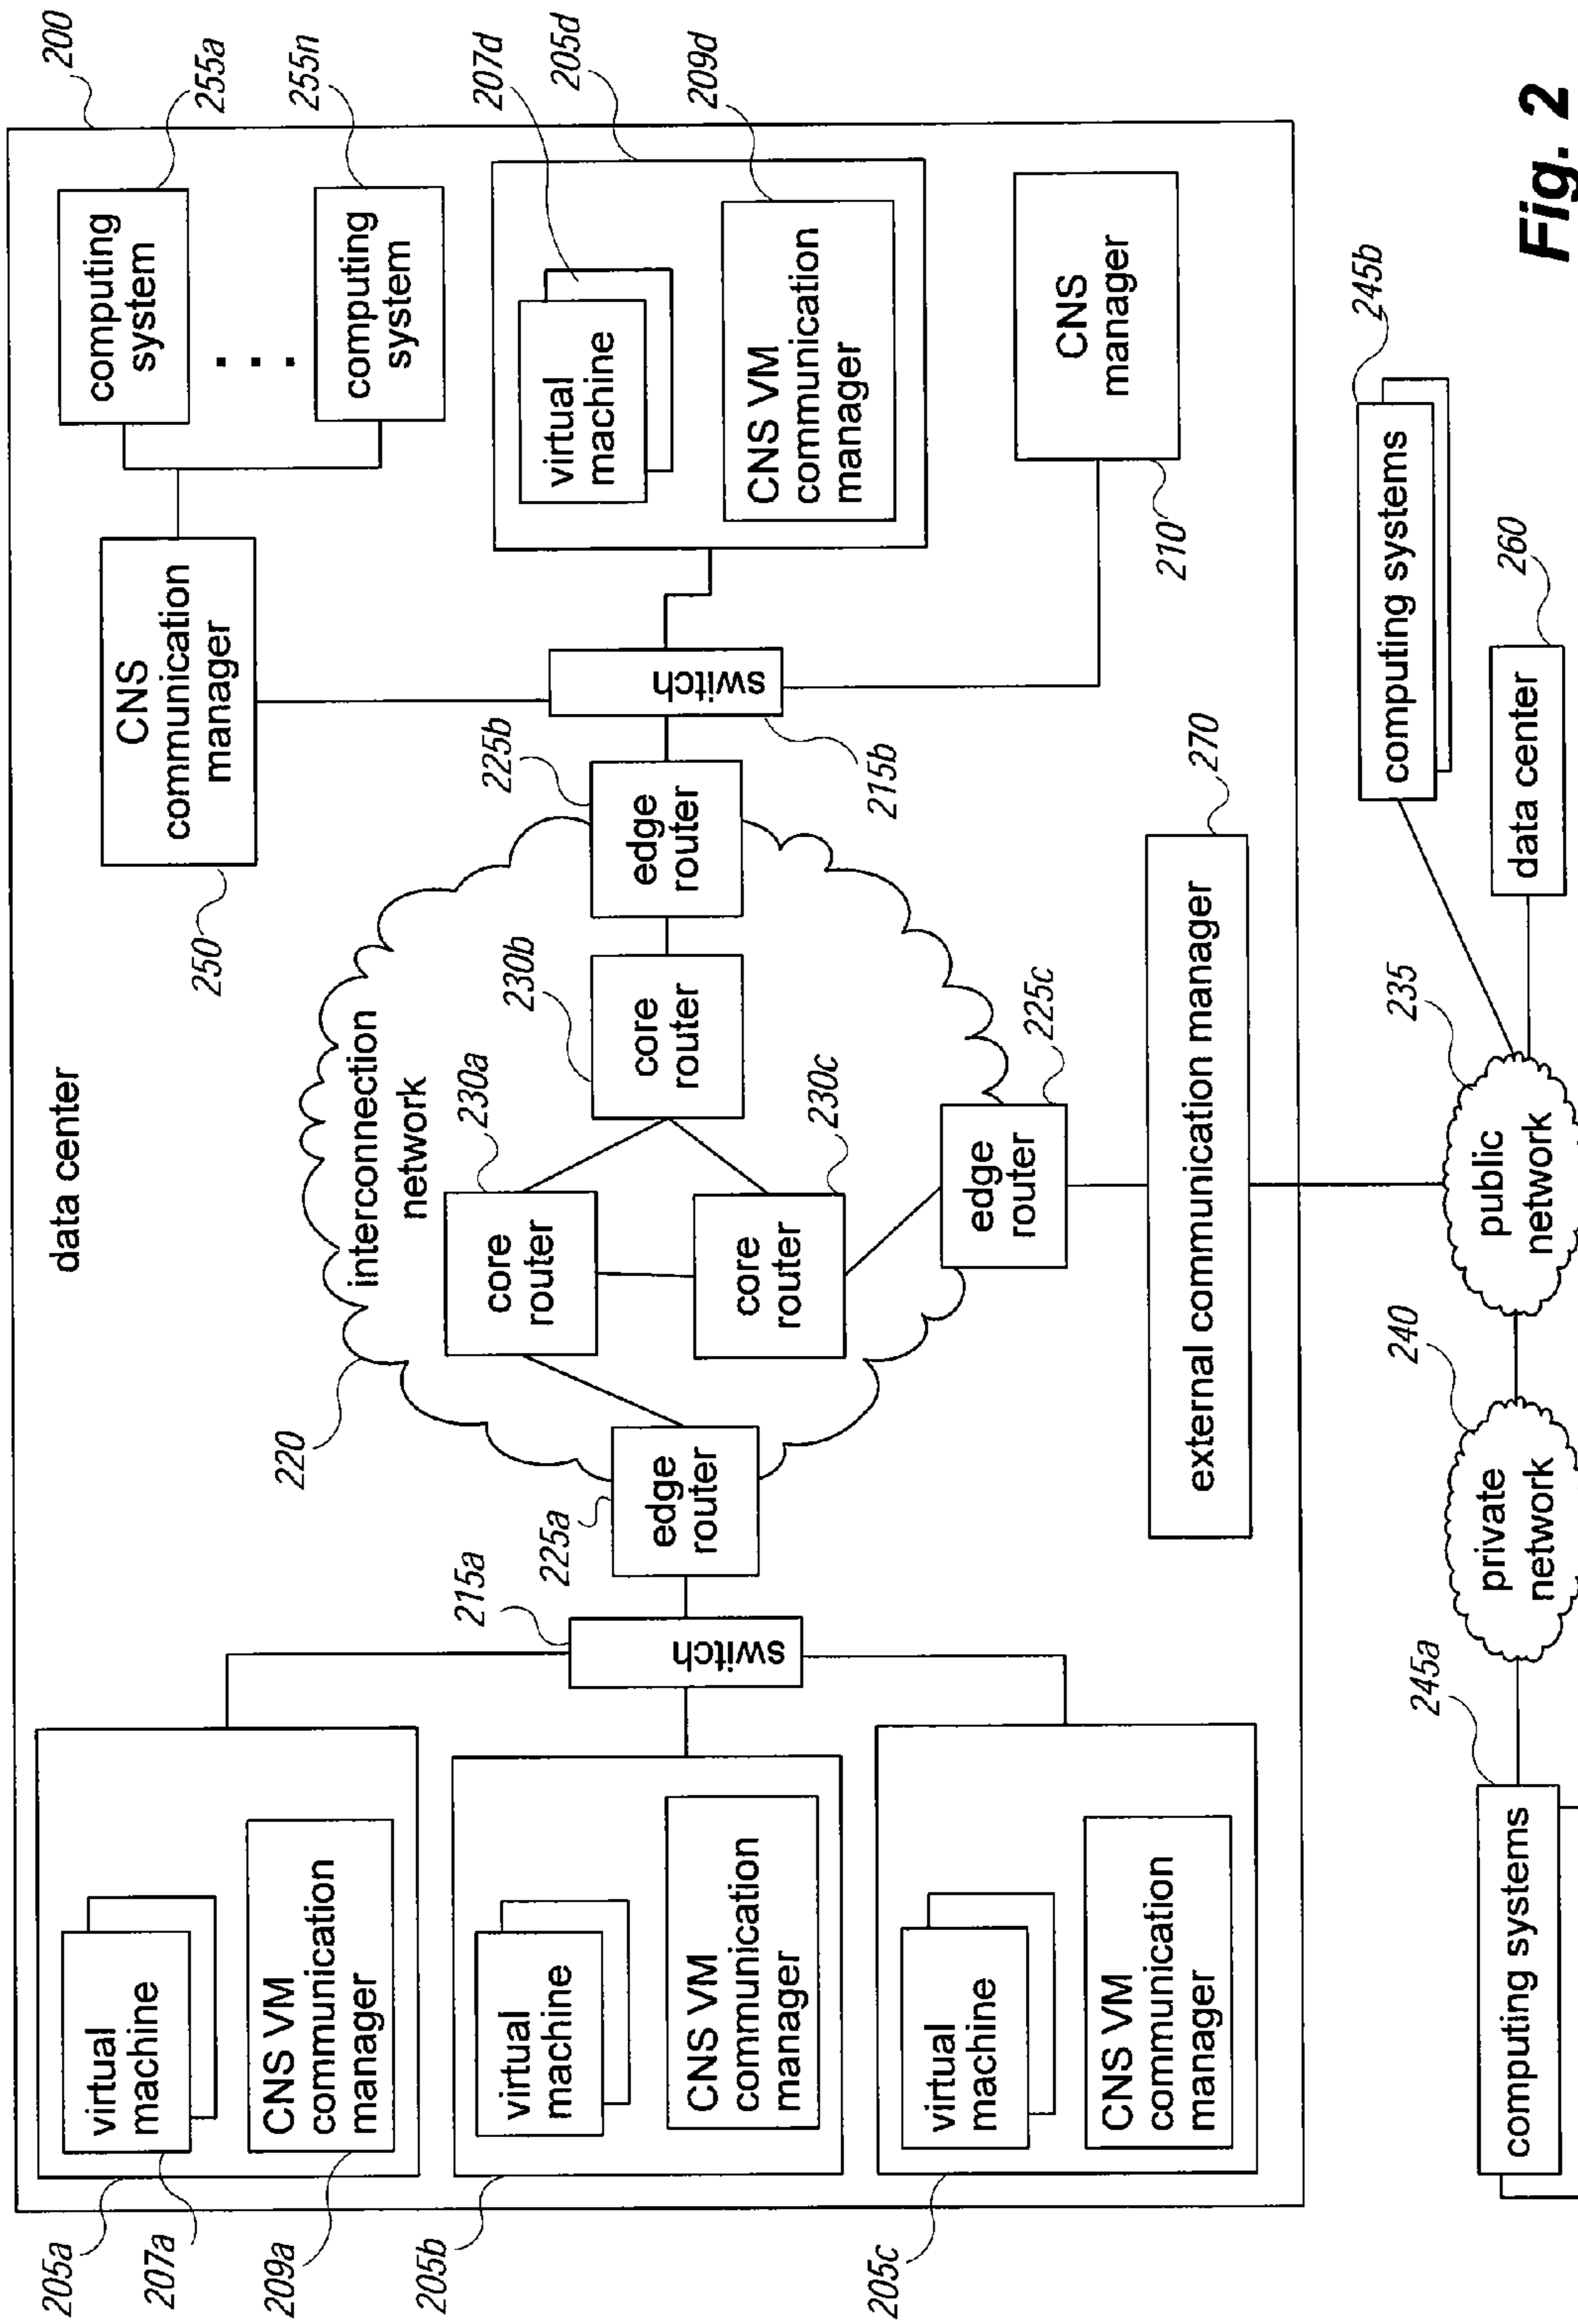 data center
200
205a
207a
209a
virtual
machine
CNS VM
communication
manager
205b
virtual
machine
CNS VM
communication
manager
205c
virtual
machine
CNS VM
communication
manager
215a
switch
225a
edge
router
220
interconnection
network
230a
core
router
230b
core
router
230c
core
router
225b
edge
router
225c
edge
router
215b
switch
250
CNS
communication
manager
computing
system
255a
...
computing
system
255n
207d
205d
209d
virtual
machine
CNS VM
communication
manager
CNS
manager
210
external communication manager
270
245a
computing systems
240
private
network
235
public
network
computing systems
245b
data center
260
Fig. 2